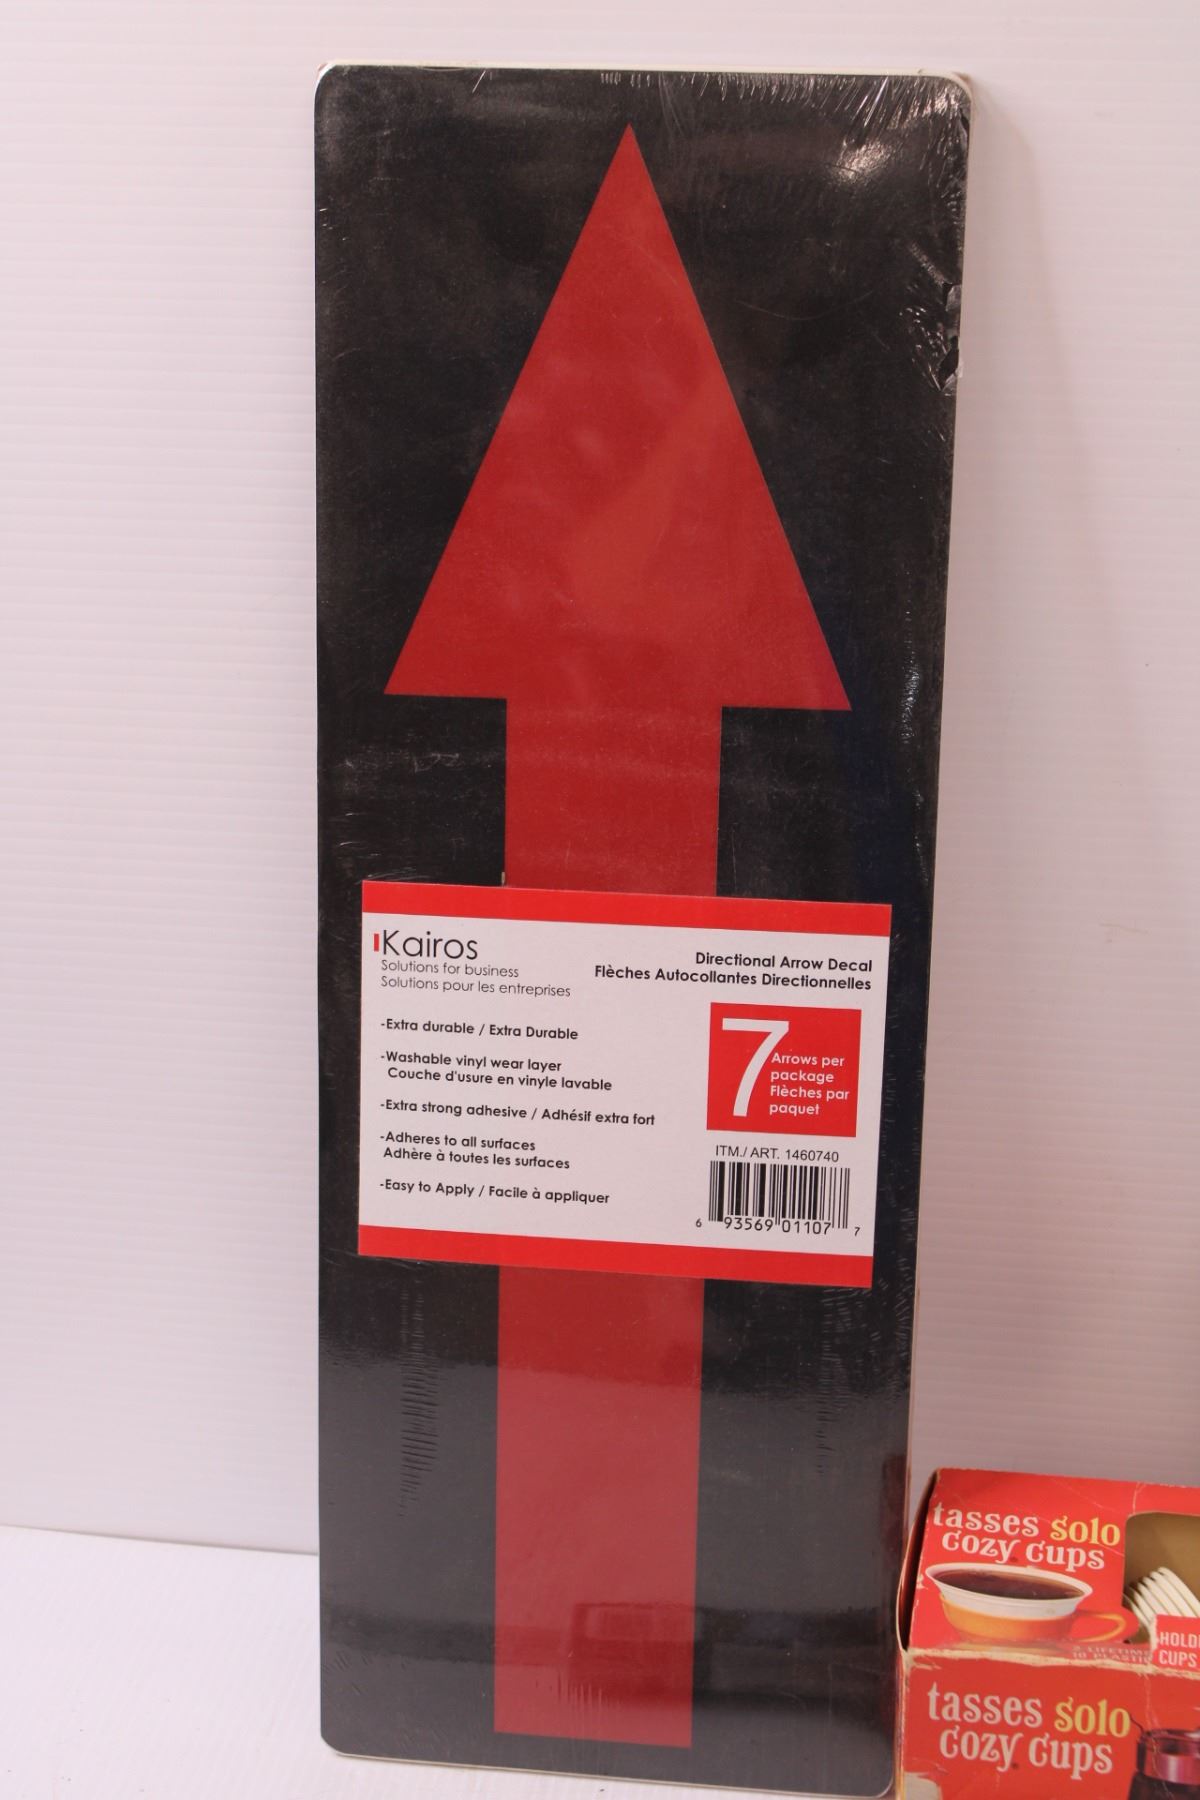 Kairos
Solutions for business
Solutions pour les entreprises
Directional Arrow Decal
Flèches Autocollantes Directionnelles
-Extra durable / Extra Durable
-Washable vinyl wear layer
Couche d'usure en vinyle lavable
-Extra strong adhesive / Adhésif extra fort
-Adheres to all surfaces
Adhère à toutes les surfaces
-Easy to Apply / Facile à appliquer
7
Arrows per
package
Flèches par
paquet
ITM./ ART. 1460740
6 93569 01107 7
tasses solo
cozy cups
HOLD
CUPS
tasses solo
cozy cups